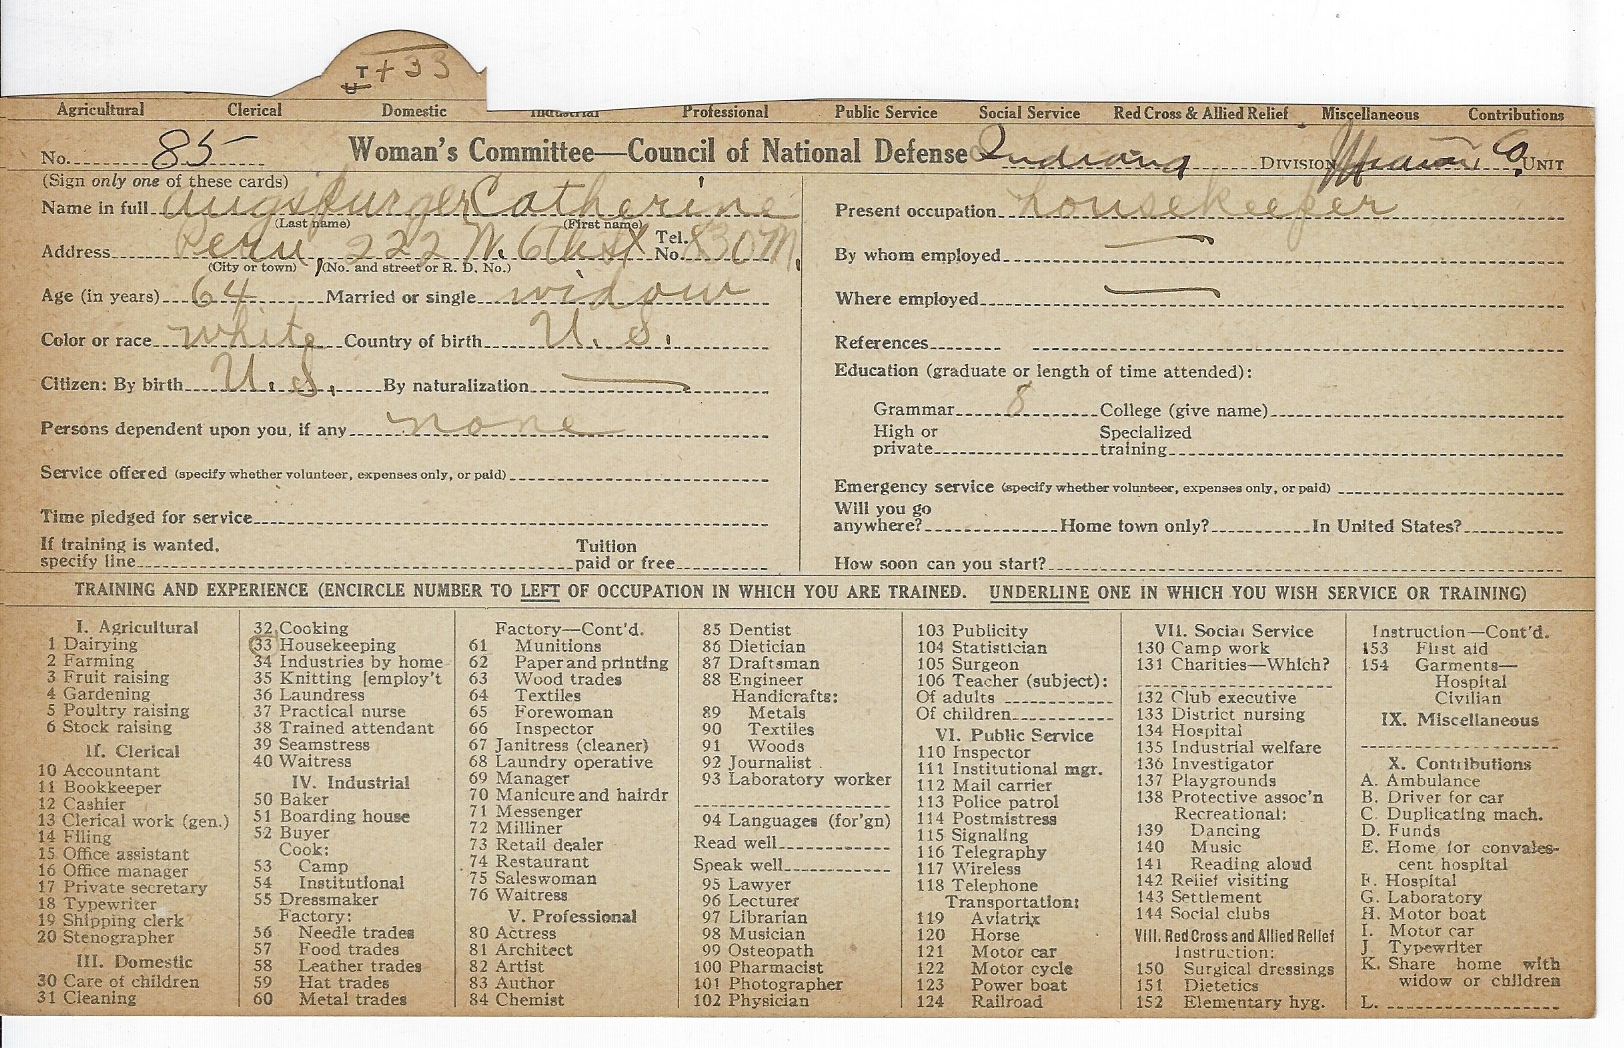 T + 33
Agricultural Clerical Domestic Industrial Professional Public Service Social Service Red Cross & Allied Relief Miscellaneous Contributions
No. 85 Woman's Committee—Council of National Defense Indiana DIVISION Miami Co. UNIT
(Sign only one of these cards)
Name in full Augspurger Catherine
(Last name) (First name)
Address Peru, 222 W. 6th St Tel. No. 830 M.
(City or town) (No. and street or R. D. No.)
Age (in years) 64 Married or single widow
Color or race white Country of birth U. S.
Citizen: By birth U. S. By naturalization —
Persons dependent upon you, if any none
Service offered (specify whether volunteer, expenses only, or paid)
Time pledged for service
If training is wanted, specify line Tuition paid or free
Present occupation housekeeper
By whom employed —
Where employed —
References
Education (graduate or length of time attended):
Grammar 8 College (give name)
High or private Specialized training
Emergency service (specify whether volunteer, expenses only, or paid)
Will you go anywhere? Home town only? In United States?
How soon can you start?
TRAINING AND EXPERIENCE (ENCIRCLE NUMBER TO LEFT OF OCCUPATION IN WHICH YOU ARE TRAINED. UNDERLINE ONE IN WHICH YOU WISH SERVICE OR TRAINING)
I. Agricultural
1 Dairying
2 Farming
3 Fruit raising
4 Gardening
5 Poultry raising
6 Stock raising
II. Clerical
10 Accountant
11 Bookkeeper
12 Cashier
13 Clerical work (gen.)
14 Filing
15 Office assistant
16 Office manager
17 Private secretary
18 Typewriter
19 Shipping clerk
20 Stenographer
III. Domestic
30 Care of children
31 Cleaning
32 Cooking
33 Housekeeping
34 Industries by home
35 Knitting [employ't
36 Laundress
37 Practical nurse
38 Trained attendant
39 Seamstress
40 Waitress
IV. Industrial
50 Baker
51 Boarding house
52 Buyer
Cook:
53 Camp
54 Institutional
55 Dressmaker
Factory:
56 Needle trades
57 Food trades
58 Leather trades
59 Hat trades
60 Metal trades
Factory—Cont'd.
61 Munitions
62 Paper and printing
63 Wood trades
64 Textiles
65 Forewoman
66 Inspector
67 Janitress (cleaner)
68 Laundry operative
69 Manager
70 Manicure and hairdr
71 Messenger
72 Milliner
73 Retail dealer
74 Restaurant
75 Saleswoman
76 Waitress
V. Professional
80 Actress
81 Architect
82 Artist
83 Author
84 Chemist
85 Dentist
86 Dietician
87 Draftsman
88 Engineer
Handicrafts:
89 Metals
90 Textiles
91 Woods
92 Journalist
93 Laboratory worker
94 Languages (for'gn)
Read well
Speak well
95 Lawyer
96 Lecturer
97 Librarian
98 Musician
99 Osteopath
100 Pharmacist
101 Photographer
102 Physician
103 Publicity
104 Statistician
105 Surgeon
106 Teacher (subject):
Of adults
Of children
VI. Public Service
110 Inspector
111 Institutional mgr.
112 Mail carrier
113 Police patrol
114 Postmistress
115 Signaling
116 Telegraphy
117 Wireless
118 Telephone
Transportation:
119 Aviatrix
120 Horse
121 Motor car
122 Motor cycle
123 Power boat
124 Railroad
VII. Social Service
130 Camp work
131 Charities—Which?
132 Club executive
133 District nursing
134 Hospital
135 Industrial welfare
136 Investigator
137 Playgrounds
138 Protective assoc'n
Recreational:
139 Dancing
140 Music
141 Reading aloud
142 Relief visiting
143 Settlement
144 Social clubs
VIII. Red Cross and Allied Relief
Instruction:
150 Surgical dressings
151 Dietetics
152 Elementary hyg.
Instruction—Cont'd.
153 First aid
154 Garments—
Hospital
Civilian
IX. Miscellaneous
X. Contributions
A. Ambulance
B. Driver for car
C. Duplicating mach.
D. Funds
E. Home for convales-
cent hospital
F. Hospital
G. Laboratory
H. Motor boat
I. Motor car
J. Typewriter
K. Share home with
widow or children
L.